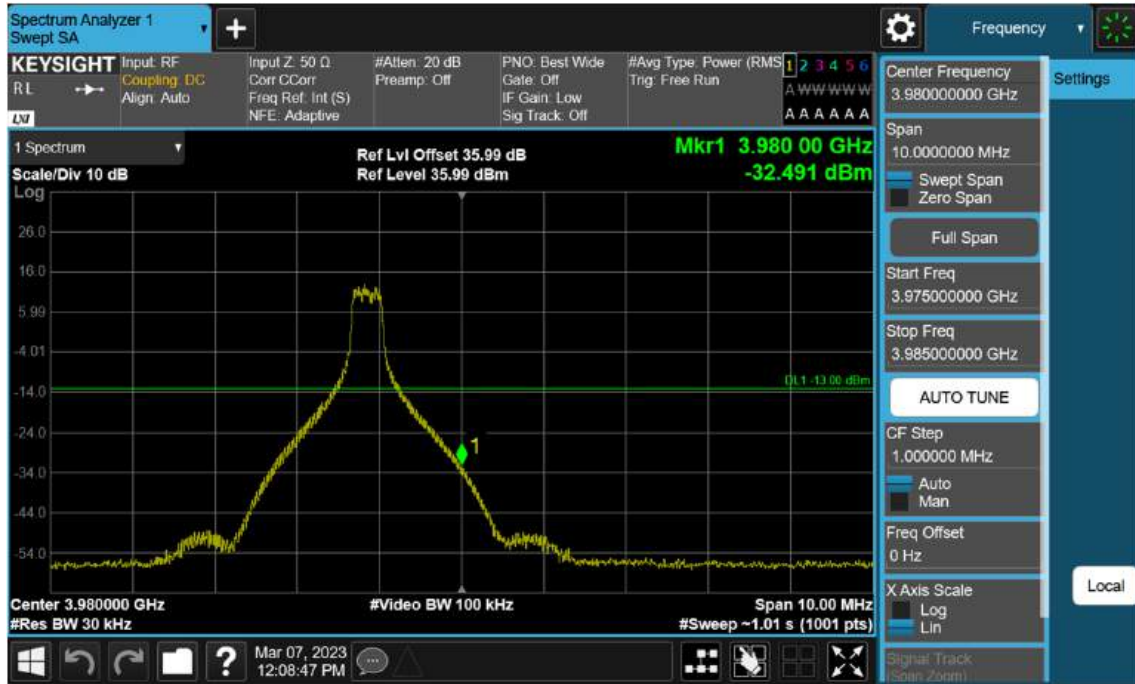 Spectrum Analyzer 1
Swept SA
Frequency
KEYSIGHT
RL
LXI
Input: RF
Coupling: DC
Align: Auto
Input Z: 50 Ω
Corr CCorr
Freq Ref: Int (S)
NFE: Adaptive
#Atten: 20 dB
Preamp: Off
PNO: Best Wide
Gate: Off
IF Gain: Low
Sig Track: Off
#Avg Type: Power (RMS
Trig: Free Run
1 2 3 4 5 6
A W W W W W
A A A A A A
1 Spectrum
Scale/Div 10 dB
Log
Ref Lvl Offset 35.99 dB
Ref Level 35.99 dBm
Mkr1 3.980 00 GHz
-32.491 dBm
26.0
16.0
5.99
-4.01
-14.0
-24.0
-34.0
-44.0
-54.0
DL1 -13.00 dBm
1
Center 3.980000 GHz
#Res BW 30 kHz
#Video BW 100 kHz
Span 10.00 MHz
#Sweep ~1.01 s (1001 pts)
Center Frequency
3.980000000 GHz
Span
10.0000000 MHz
Swept Span
Zero Span
Full Span
Start Freq
3.975000000 GHz
Stop Freq
3.985000000 GHz
AUTO TUNE
CF Step
1.000000 MHz
Auto
Man
Freq Offset
0 Hz
X Axis Scale
Log
Lin
Signal Track
(Span Zoom)
Settings
Local
?
Mar 07, 2023
12:08:47 PM